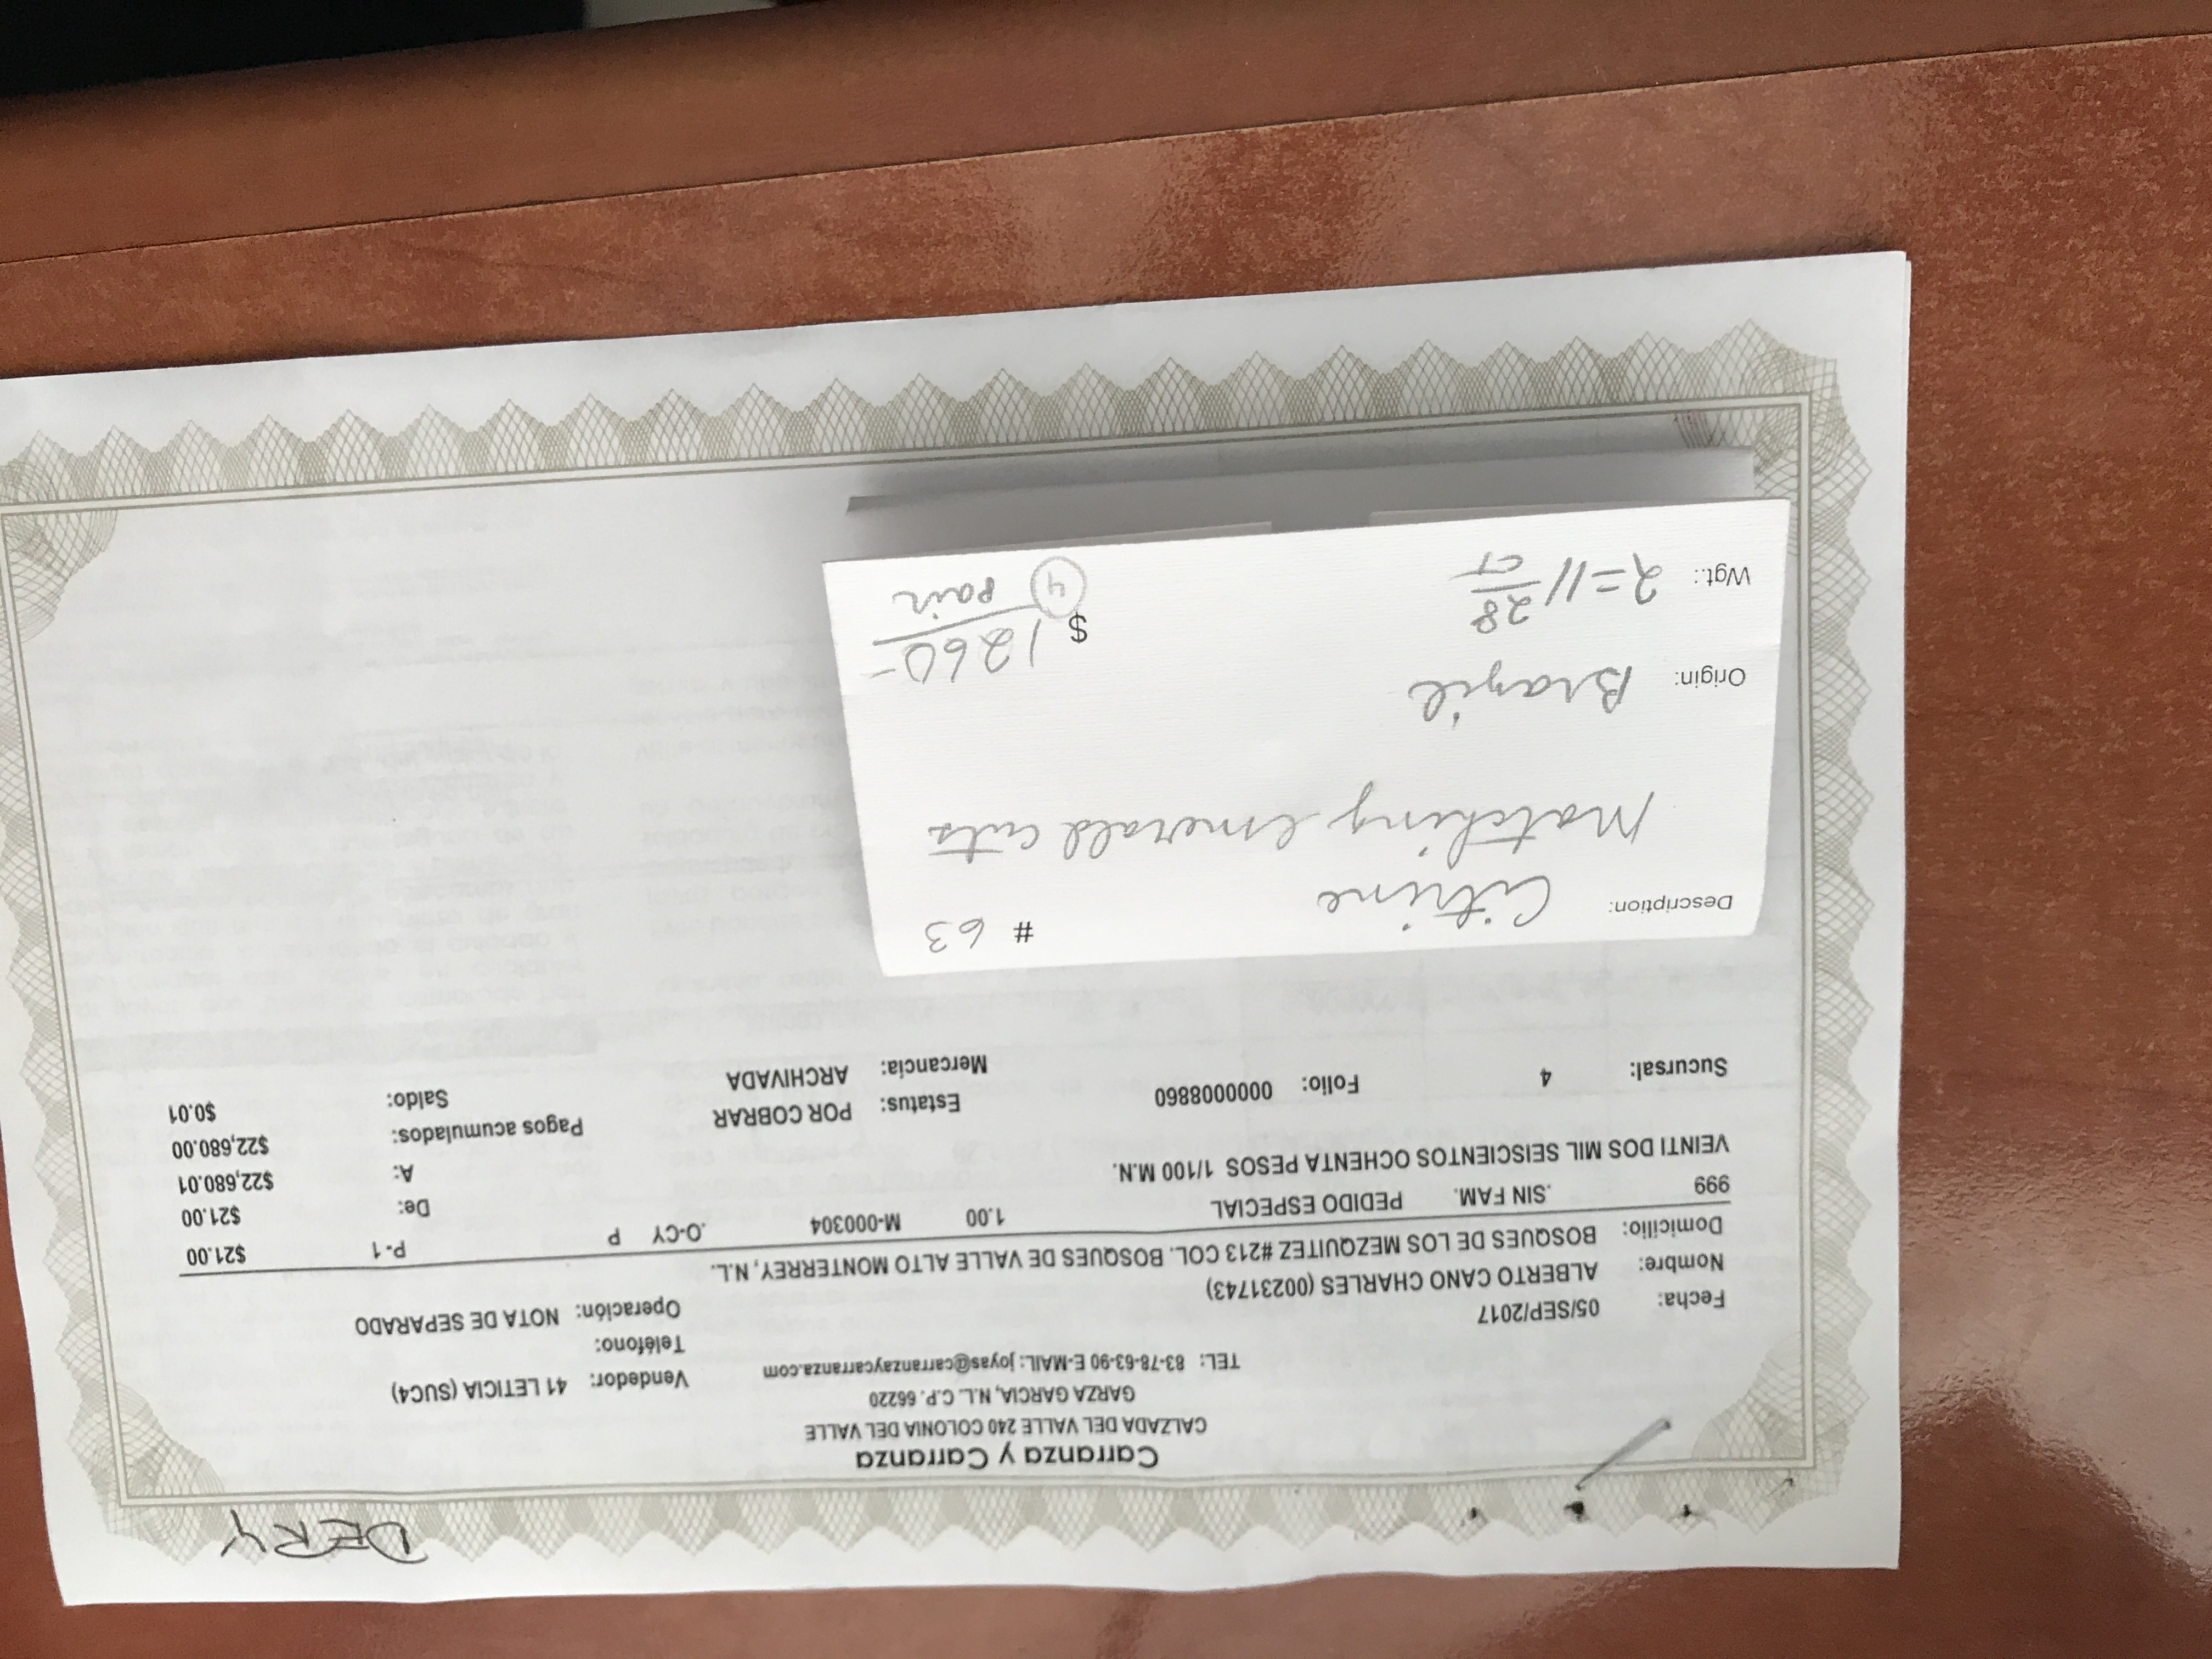 DERY
Carranza y Carranza
CALZADA DEL VALLE 240 COLONIA DEL VALLE
GARZA GARCIA, N.L. C.P. 66220
TEL: 83-78-63-90 E-MAIL: joyas@carranzaycarranza.com
Vendedor: 41 LETICIA (SUC4)
Teléfono:
Operación: NOTA DE SEPARADO
Fecha: 05/SEP/2017
Nombre: ALBERTO CANO CHARLES (00231743)
Domicilio: BOSQUES DE LOS MEZQUITEZ #213 COL. BOSQUES DE VALLE ALTO MONTERREY, N.L.
999 .SIN FAM. PEDIDO ESPECIAL 1.00 M-000304 .O-CY P P-1 $21.00
VEINTI DOS MIL SEISCIENTOS OCHENTA PESOS 1/100 M.N.
De: $21.00
A: $22,680.01
Pagos acumulados: $22,680.00
Saldo: $0.01
Sucursal: 4 Folio: 0000008860 Estatus: POR COBRAR
Mercancía: ARCHIVADA
Description: Citrine # 63
Matching emerald cuts
Origin: Brazil
$ 1260-
Wgt.: 2=11 28/CT
4 pair